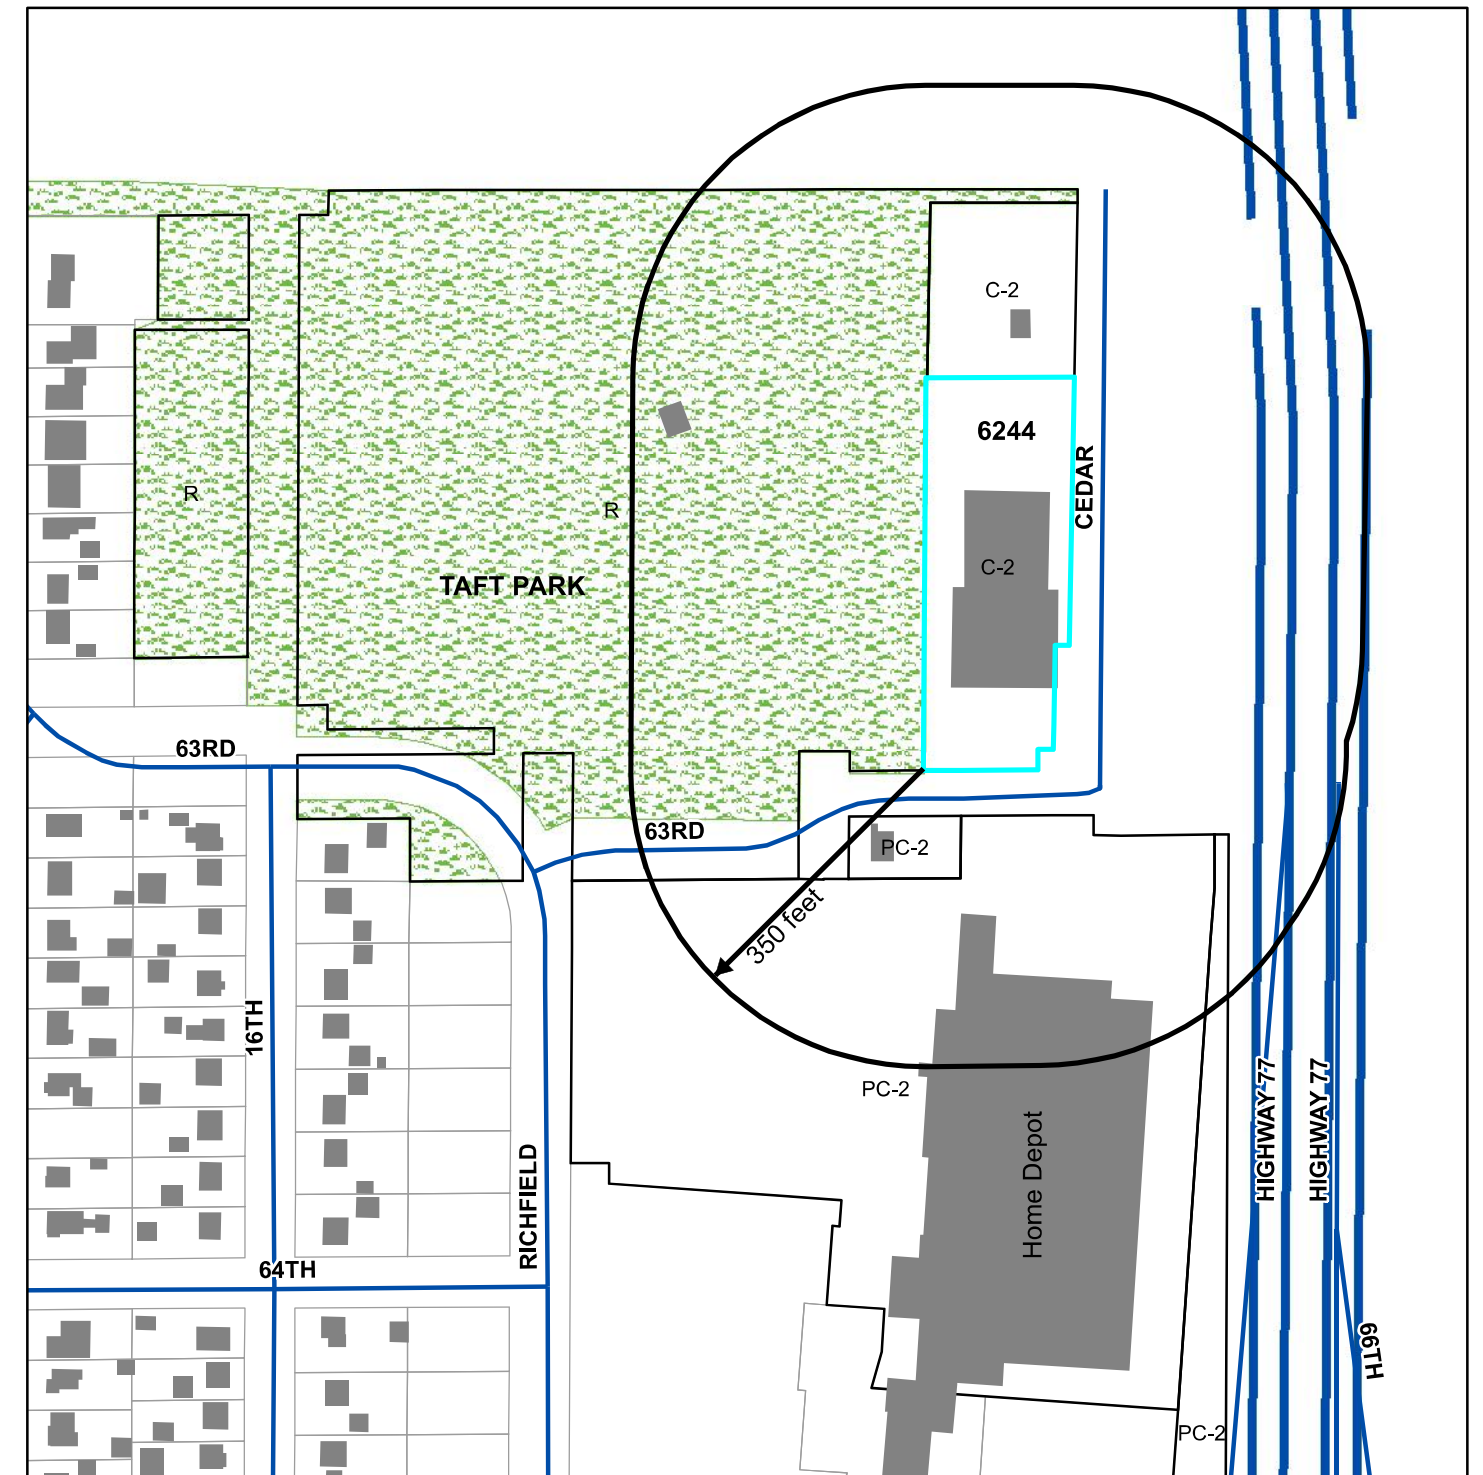 C-2
6244
CEDAR
R
R
C-2
TAFT PARK
63RD
63RD
PC-2
350 feet
16TH
PC-2
HIGHWAY 77
HIGHWAY 77
Home Depot
RICHFIELD
64TH
66TH
PC-2